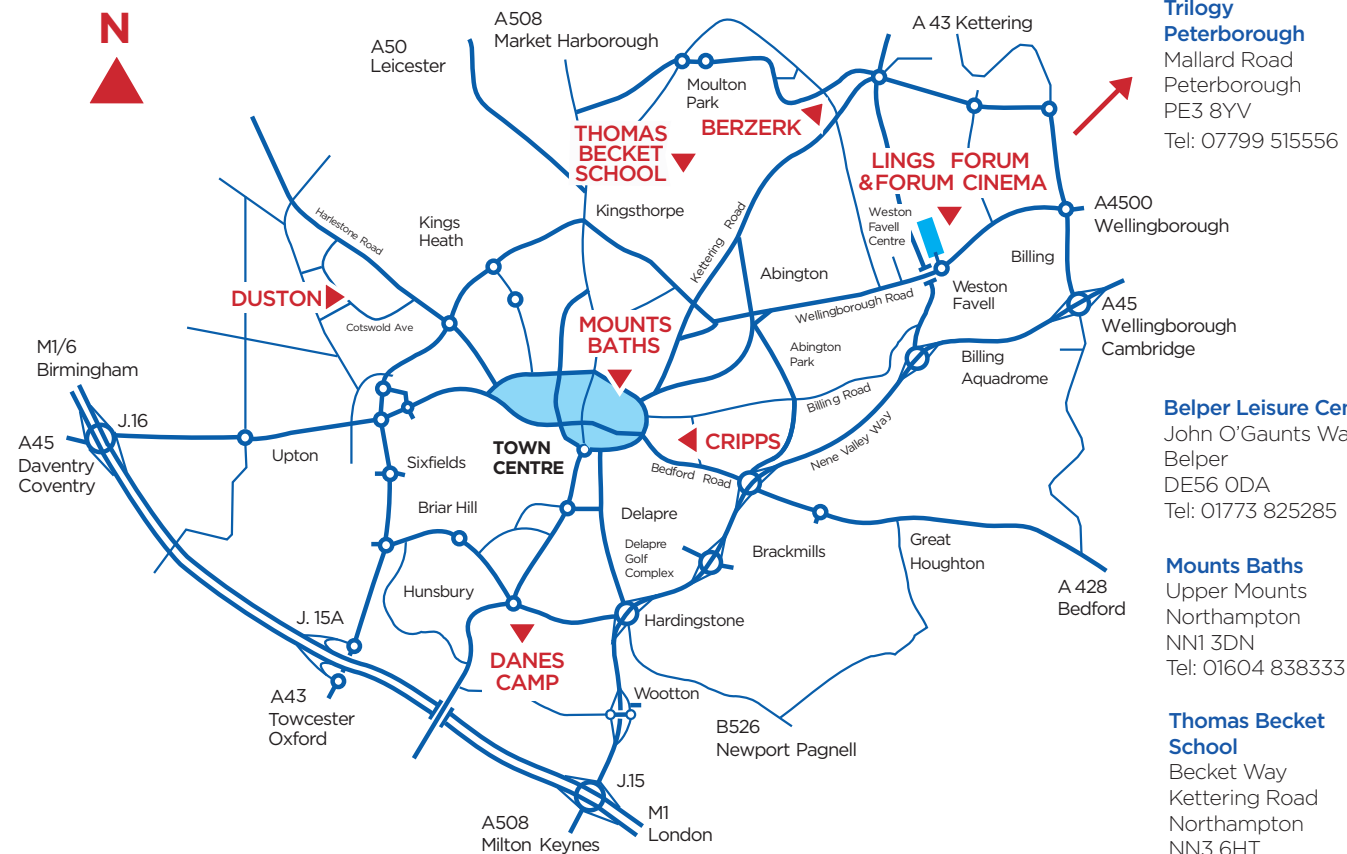 N
A50
Leicester
A508
Market Harborough
A 43 Kettering
Moulton
Park
BERZERK
THOMAS
BECKET
SCHOOL
LINGS FORUM
&FORUM CINEMA
Weston
Favell
Centre
A4500
Wellingborough
Kingsthorpe
Kings
Heath
Harlestone Road
Kettering Road
Abington
Billing
Weston
Favell
DUSTON
Cotswold Ave
Wellingborough Road
A45
Wellingborough
Cambridge
MOUNTS
BATHS
Abington
Park
Billing
Aquadrome
M1/6
Birmingham
J.16
A45
Daventry
Coventry
Upton
Sixfields
TOWN
CENTRE
CRIPPS
Billing Road
Nene Valley Way
Bedford Road
Briar Hill
Delapre
Delapre
Golf
Complex
Brackmills
Great
Houghton
A 428
Bedford
Hunsbury
Hardingstone
J. 15A
DANES
CAMP
A43
Towcester
Oxford
Wootton
B526
Newport Pagnell
J.15
M1
London
A508
Milton Keynes
Trilogy
Peterborough
Mallard Road
Peterborough
PE3 8YV
Tel: 07799 515556
Belper Leisure Cer
John O'Gaunts Wa
Belper
DE56 0DA
Tel: 01773 825285
Mounts Baths
Upper Mounts
Northampton
NN1 3DN
Tel: 01604 838333
Thomas Becket
School
Becket Way
Kettering Road
Northampton
NN3 6HT